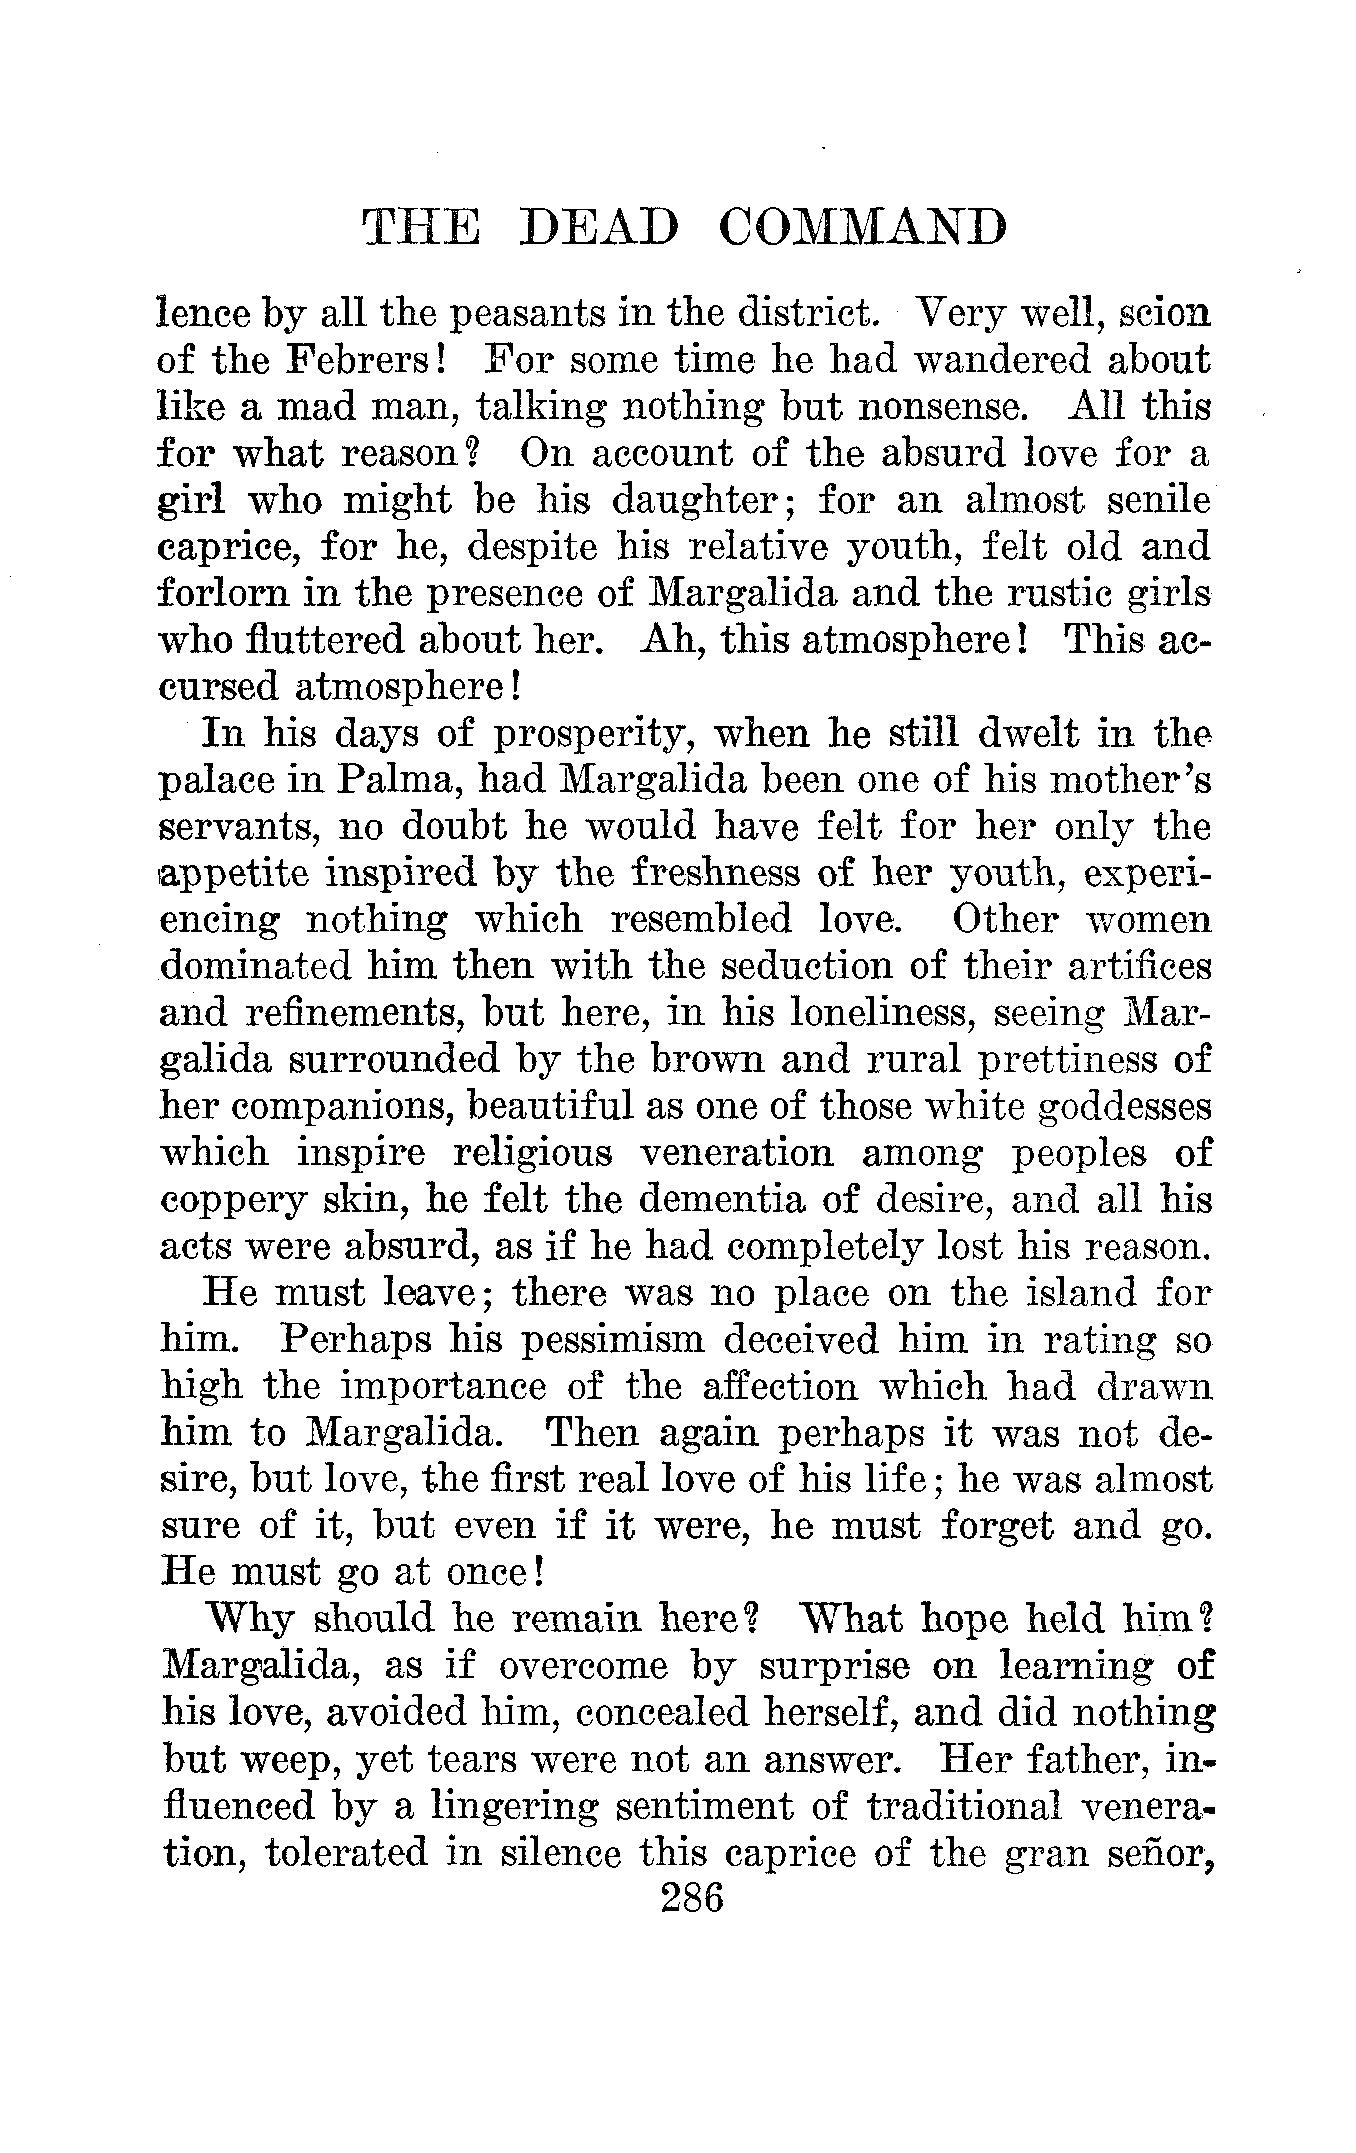 THE DEAD COMMAND
lence by all the peasants in the district. Very well, scion
of the Febrers! For some time he had wandered about
like a mad man, talking nothing but nonsense. All this
for what reason? On account of the absurd love for a
girl who might be his daughter; for an almost senile
caprice, for he, despite his relative youth, felt old and
forlorn in the presence of Margalida and the rustic girls
who fluttered about her. Ah, this atmosphere! This ac-
cursed atmosphere!
In his days of prosperity, when he still dwelt in the
palace in Palma, had Margalida been one of his mother's
servants, no doubt he would have felt for her only the
appetite inspired by the freshness of her youth, experi-
encing nothing which resembled love. Other women
dominated him then with the seduction of their artifices
and refinements, but here, in his loneliness, seeing Mar-
galida surrounded by the brown and rural prettiness of
her companions, beautiful as one of those white goddesses
which inspire religious veneration among peoples of
coppery skin, he felt the dementia of desire, and all his
acts were absurd, as if he had completely lost his reason.
He must leave; there was no place on the island for
him. Perhaps his pessimism deceived him in rating so
high the importance of the affection which had drawn
him to Margalida. Then again perhaps it was not de-
sire, but love, the first real love of his life; he was almost
sure of it, but even if it were, he must forget and go.
He must go at once!
Why should he remain here? What hope held him?
Margalida, as if overcome by surprise on learning of
his love, avoided him, concealed herself, and did nothing
but weep, yet tears were not an answer. Her father, in-
fluenced by a lingering sentiment of traditional venera-
tion, tolerated in silence this caprice of the gran señor,
286